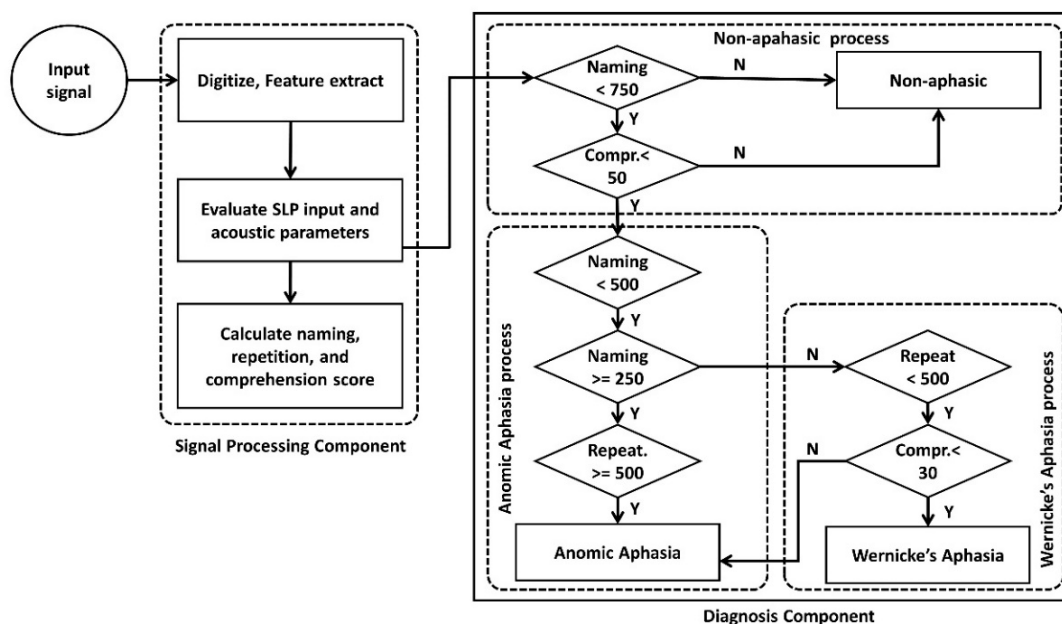 Input
signal
Digitize, Feature extract
Evaluate SLP input and
acoustic parameters
Calculate naming,
repetition, and
comprehension score
Signal Processing Component
Non-apahasic process
Naming
< 750
N
Non-aphasic
Y
Compr.<
50
N
Y
Naming
< 500
Y
Naming
>= 250
N
Y
Repeat.
>= 500
Y
Anomic Aphasia
Anomic Aphasia process
Repeat
< 500
Y
Compr.<
30
N
Y
Wernicke's Aphasia
Wernicke's Aphasia process
Diagnosis Component